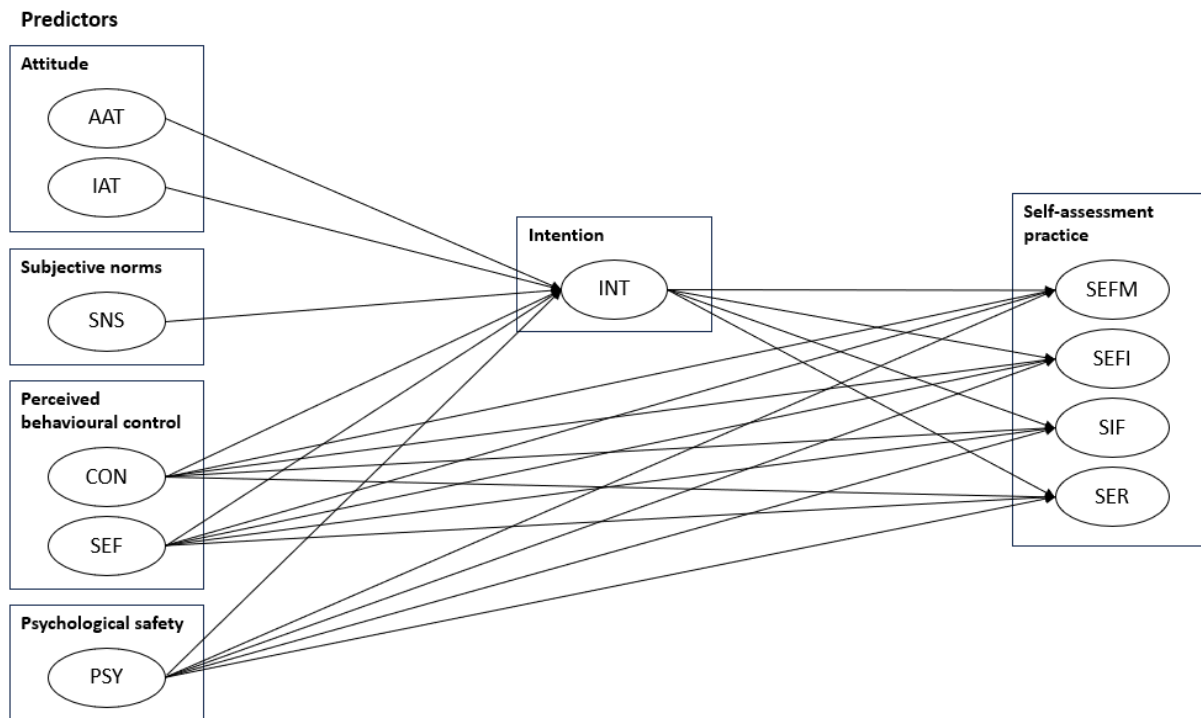 Predictors
Attitude
AAT
IAT
Subjective norms
SNS
Perceived
behavioural control
CON
SEF
Psychological safety
PSY
Intention
INT
Self-assessment
practice
SEFM
SEFI
SIF
SER